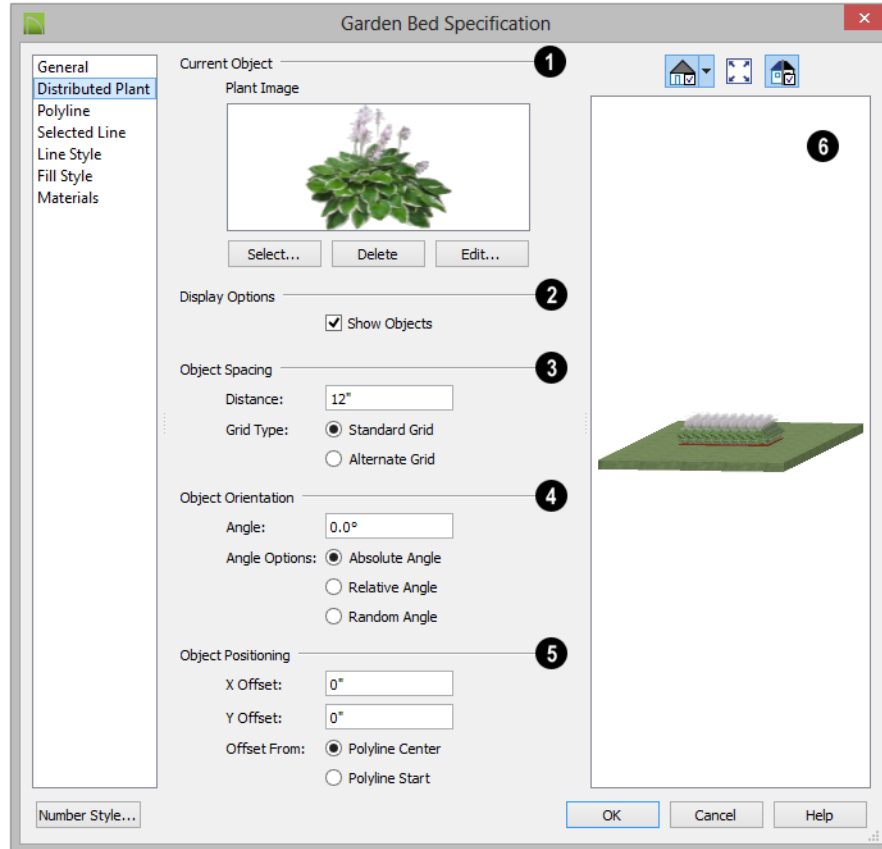 Garden Bed Specification
General
Distributed Plant
Polyline
Selected Line
Line Style
Fill Style
Materials
Current Object
1
Plant Image
Select...
Delete
Edit...
Display Options
2
Show Objects
Object Spacing
3
Distance:
12"
Grid Type:
Standard Grid
Alternate Grid
Object Orientation
4
Angle:
0.0°
Angle Options:
Absolute Angle
Relative Angle
Random Angle
Object Positioning
5
X Offset:
0"
Y Offset:
0"
Offset From:
Polyline Center
Polyline Start
6
Number Style...
OK
Cancel
Help